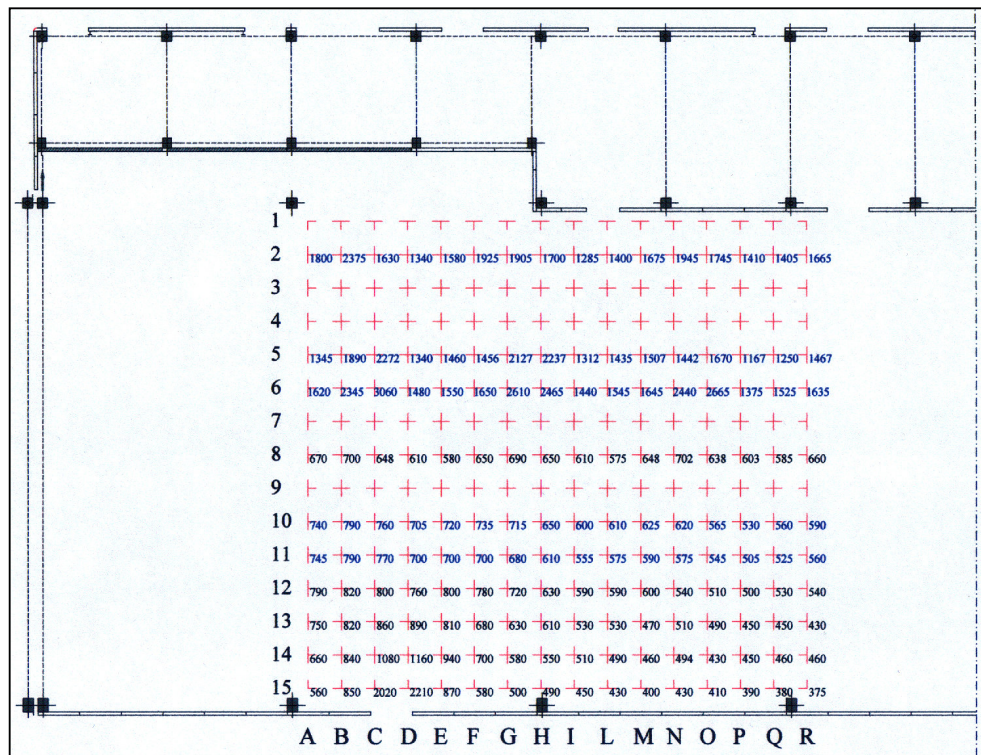 1
2 1800 2375 1630 1340 1580 1925 1905 1700 1285 1400 1675 1945 1745 1410 1405 1665
3
4
5 1345 1890 2272 1340 1460 1456 2127 2237 1312 1435 1507 1442 1670 1167 1250 1467
6 1620 2345 3060 1480 1550 1650 2610 2465 1440 1545 1645 2440 2665 1375 1525 1635
7
8 670 700 648 610 580 650 690 650 610 575 648 702 638 603 585 660
9
10 740 790 760 705 720 735 715 650 600 610 625 620 565 530 560 590
11 745 790 770 700 700 700 680 610 555 575 590 575 545 505 525 560
12 790 820 800 760 800 780 720 630 590 590 600 540 510 500 530 540
13 750 820 860 890 810 680 630 610 530 530 470 510 490 450 450 430
14 660 840 1080 1160 940 700 580 550 510 490 460 494 430 450 460 460
15 560 850 2020 2210 870 580 500 490 450 430 400 430 410 390 380 375
A B C D E F G H I L M N O P Q R